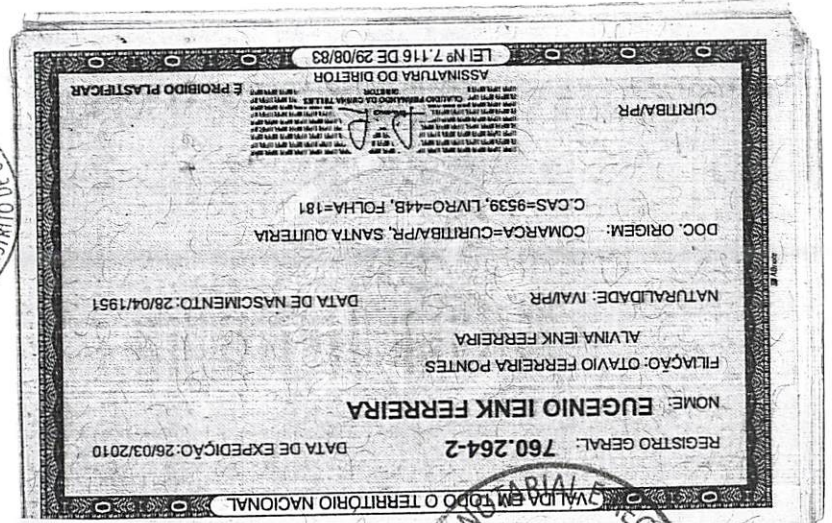 VÁLIDA EM TODO O TERRITÓRIO NACIONAL
NOTARIAL E
REGISTRO GERAL: 760.264-2 DATA DE EXPEDIÇÃO: 26/03/2010
NOME: EUGENIO IENK FERREIRA
FILIAÇÃO: OTAVIO FERREIRA PONTES
ALVINA IENK FERREIRA
NATURALIDADE: IVAI/PR DATA DE NASCIMENTO: 28/04/1951
DOC. ORIGEM: COMARCA=CURITIBA/PR, SANTA QUITERIA
C.CAS=9539, LIVRO=44B, FOLHA=181
CURITIBA/PR
DIRETOR
ASSINATURA DO DIRETOR
É PROIBIDO PLASTIFICAR
LEI Nº 7.116 DE 29/08/83